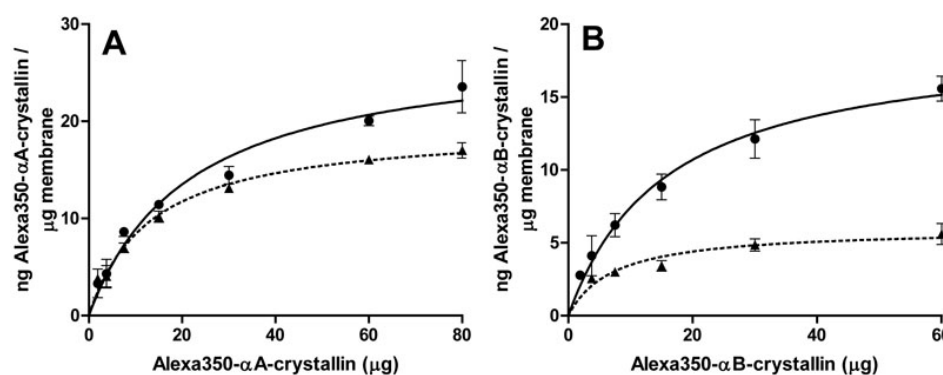 A
ng Alexa350-αA-crystallin /
μg membrane
30
20
10
0
0 20 40 60 80
Alexa350-αA-crystallin (μg)
B
ng Alexa350-αB-crystallin /
μg membrane
20
15
10
5
0
0 20 40 60
Alexa350-αB-crystallin (μg)